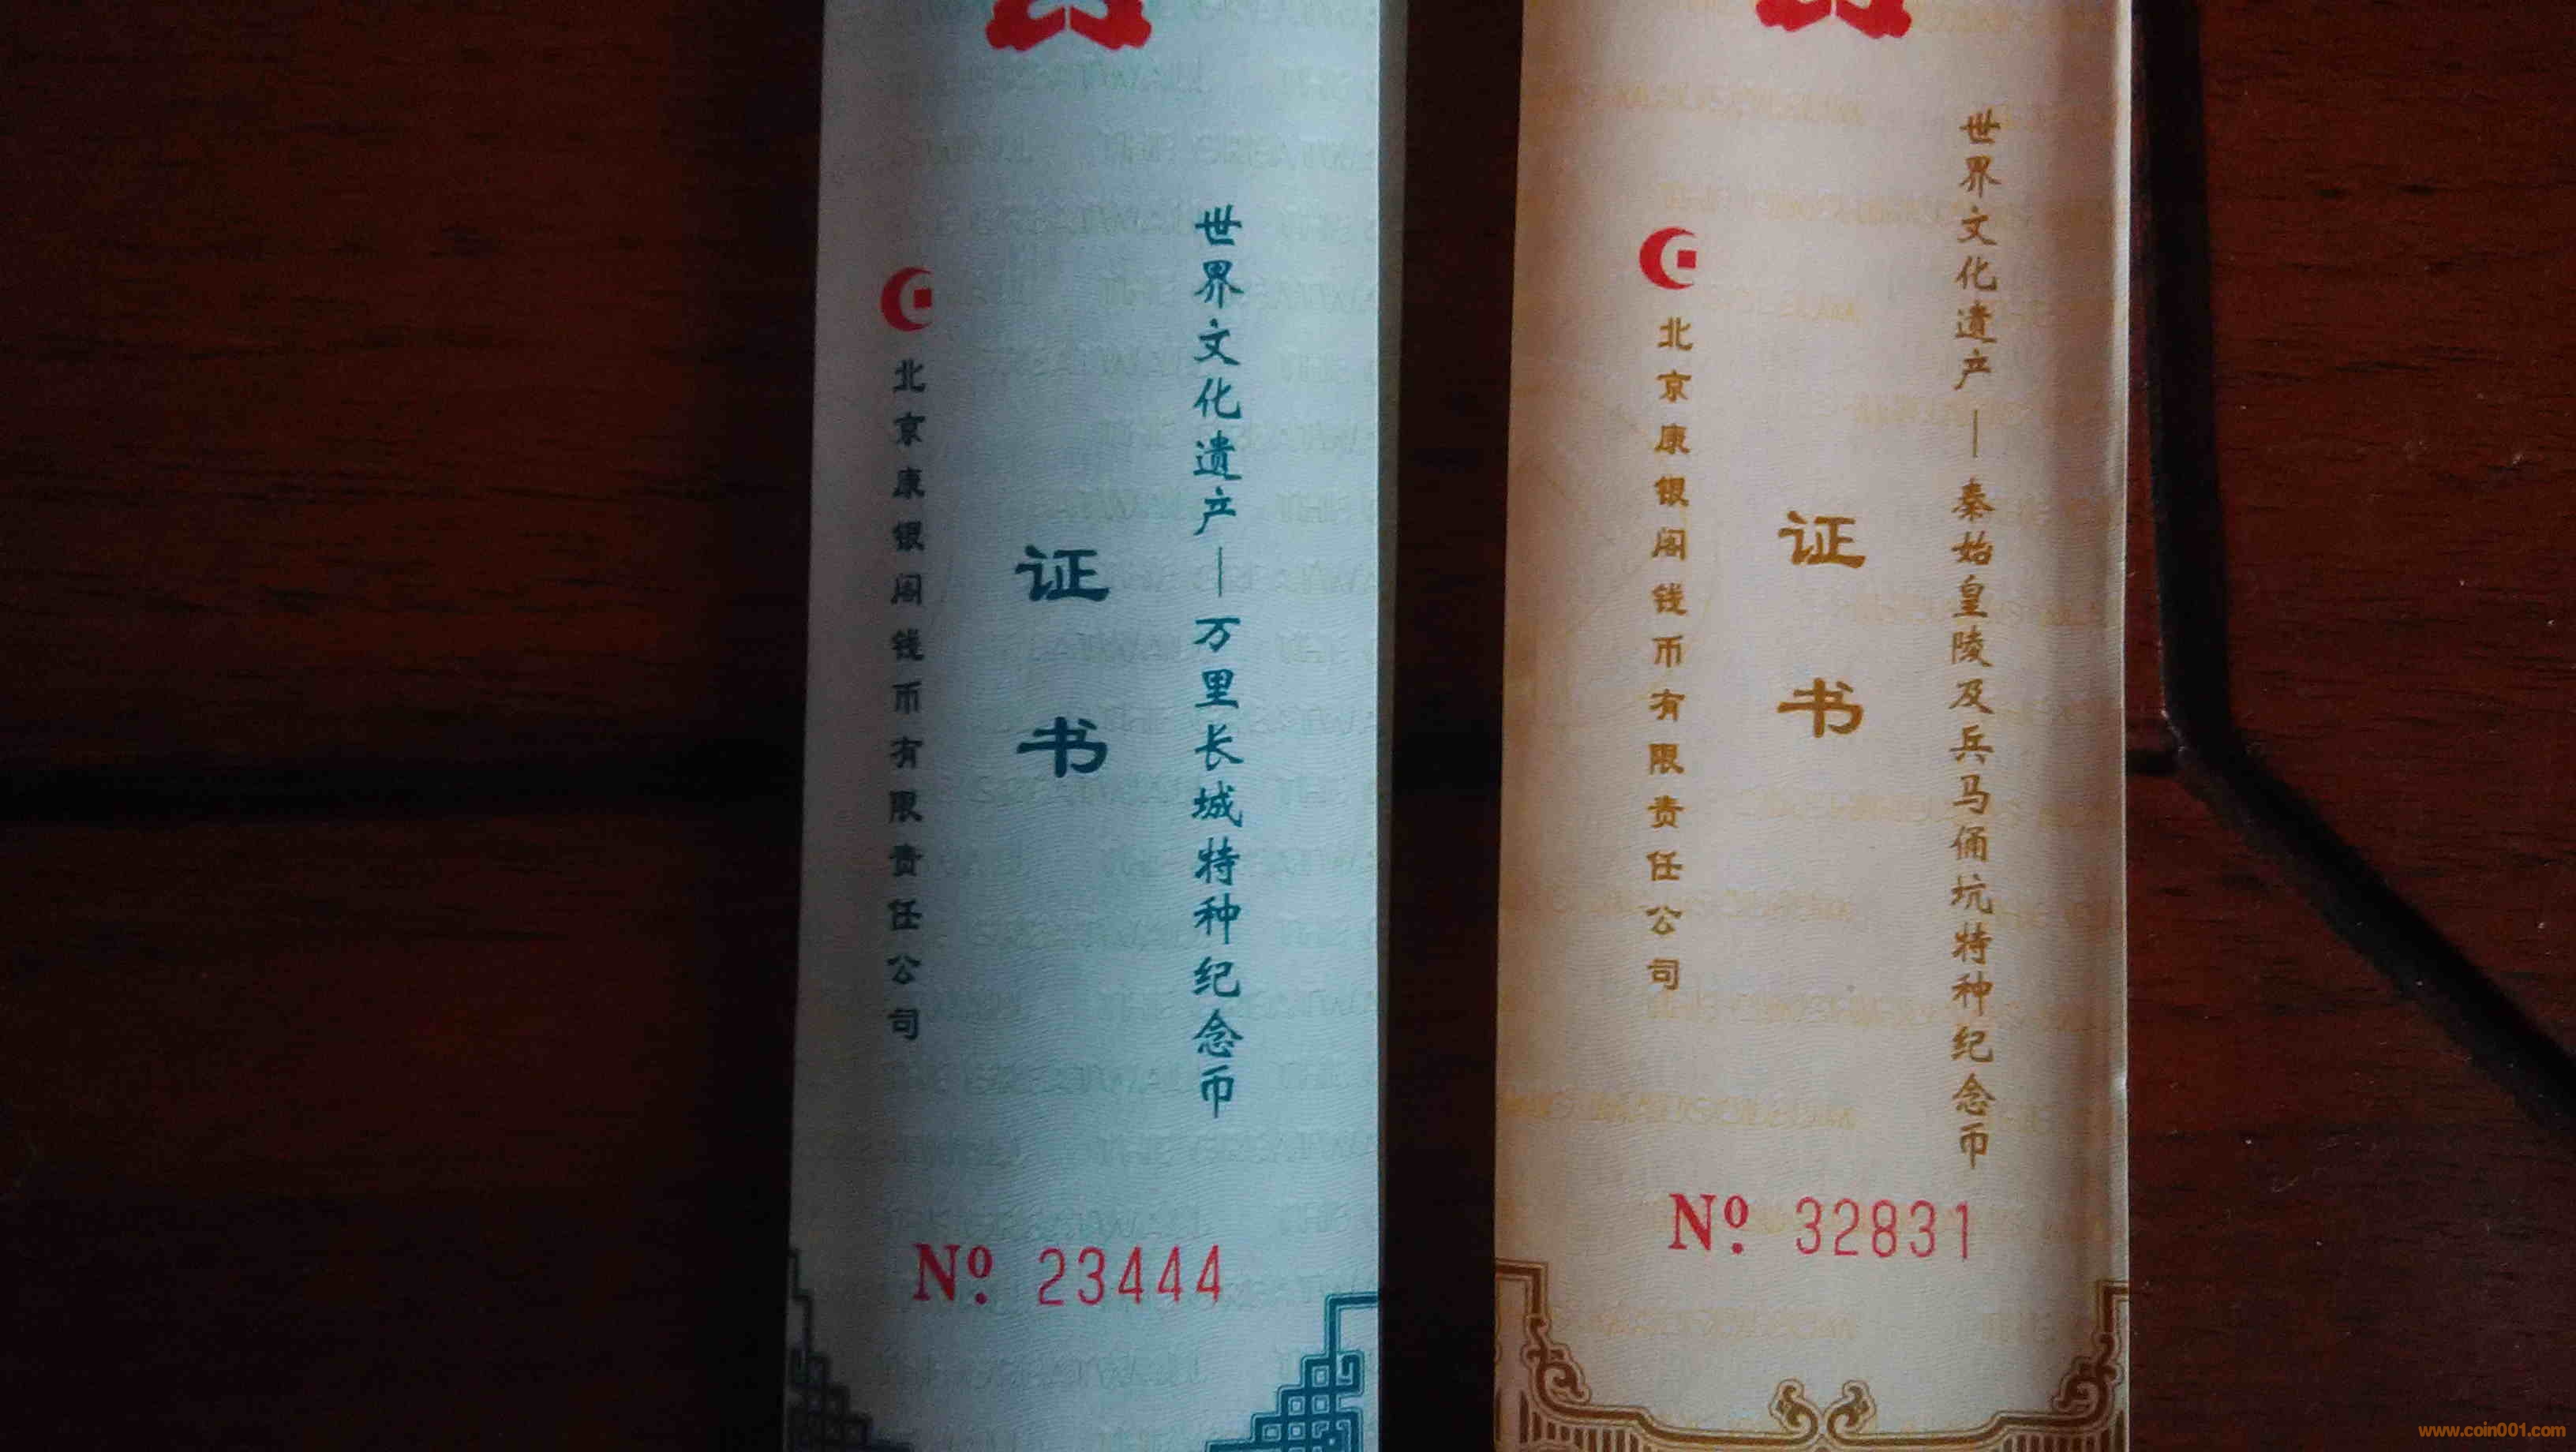 世界文化遗产—万里长城特种纪念币
证书
北京康银阁钱币有限责任公司
Nº. 23444
世界文化遗产—秦始皇陵及兵马俑坑特种纪念币
证书
北京康银阁钱币有限责任公司
Nº. 32831
www.coin001.com